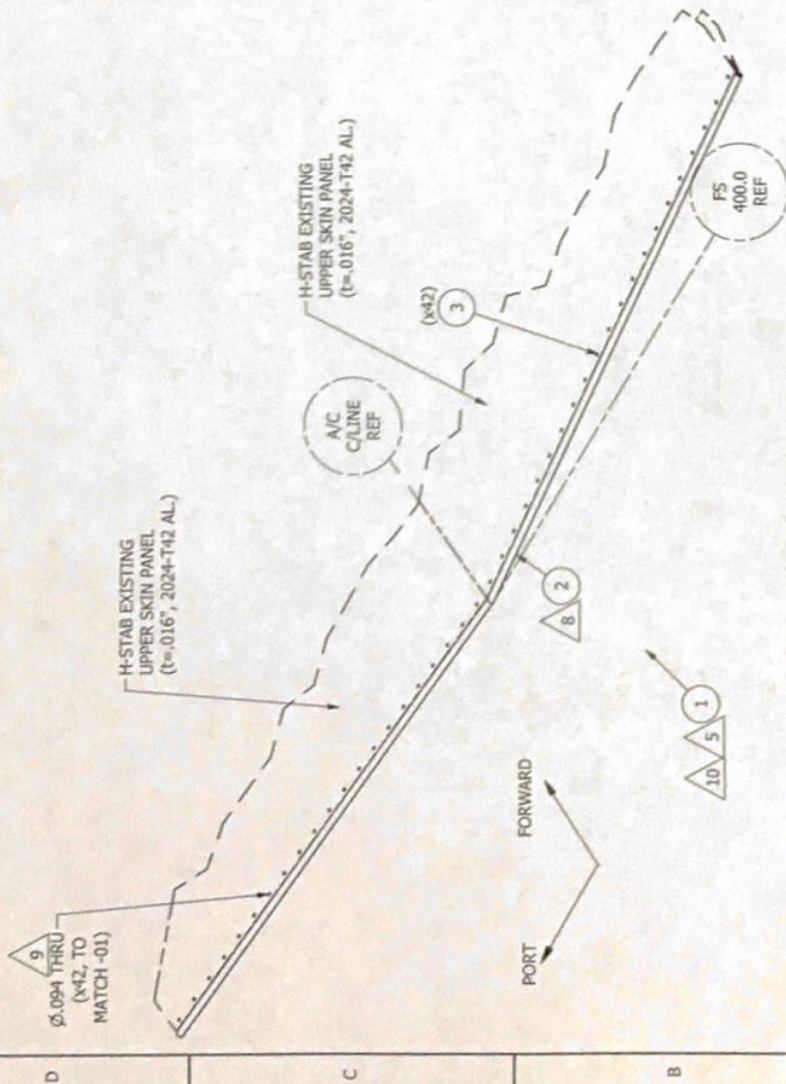 D
C
B
9
Ø.094 THRU
(x42, TO
MATCH -01)
H-STAB EXISTING
UPPER SKIN PANEL
(t=.016", 2024-T42 AL.)
H-STAB EXISTING
UPPER SKIN PANEL
(t=.016", 2024-T42 AL.)
A/C
C/LINE
REF
(x42)
3
FS
400.0
REF
8
2
PORT
FORWARD
10
5
1